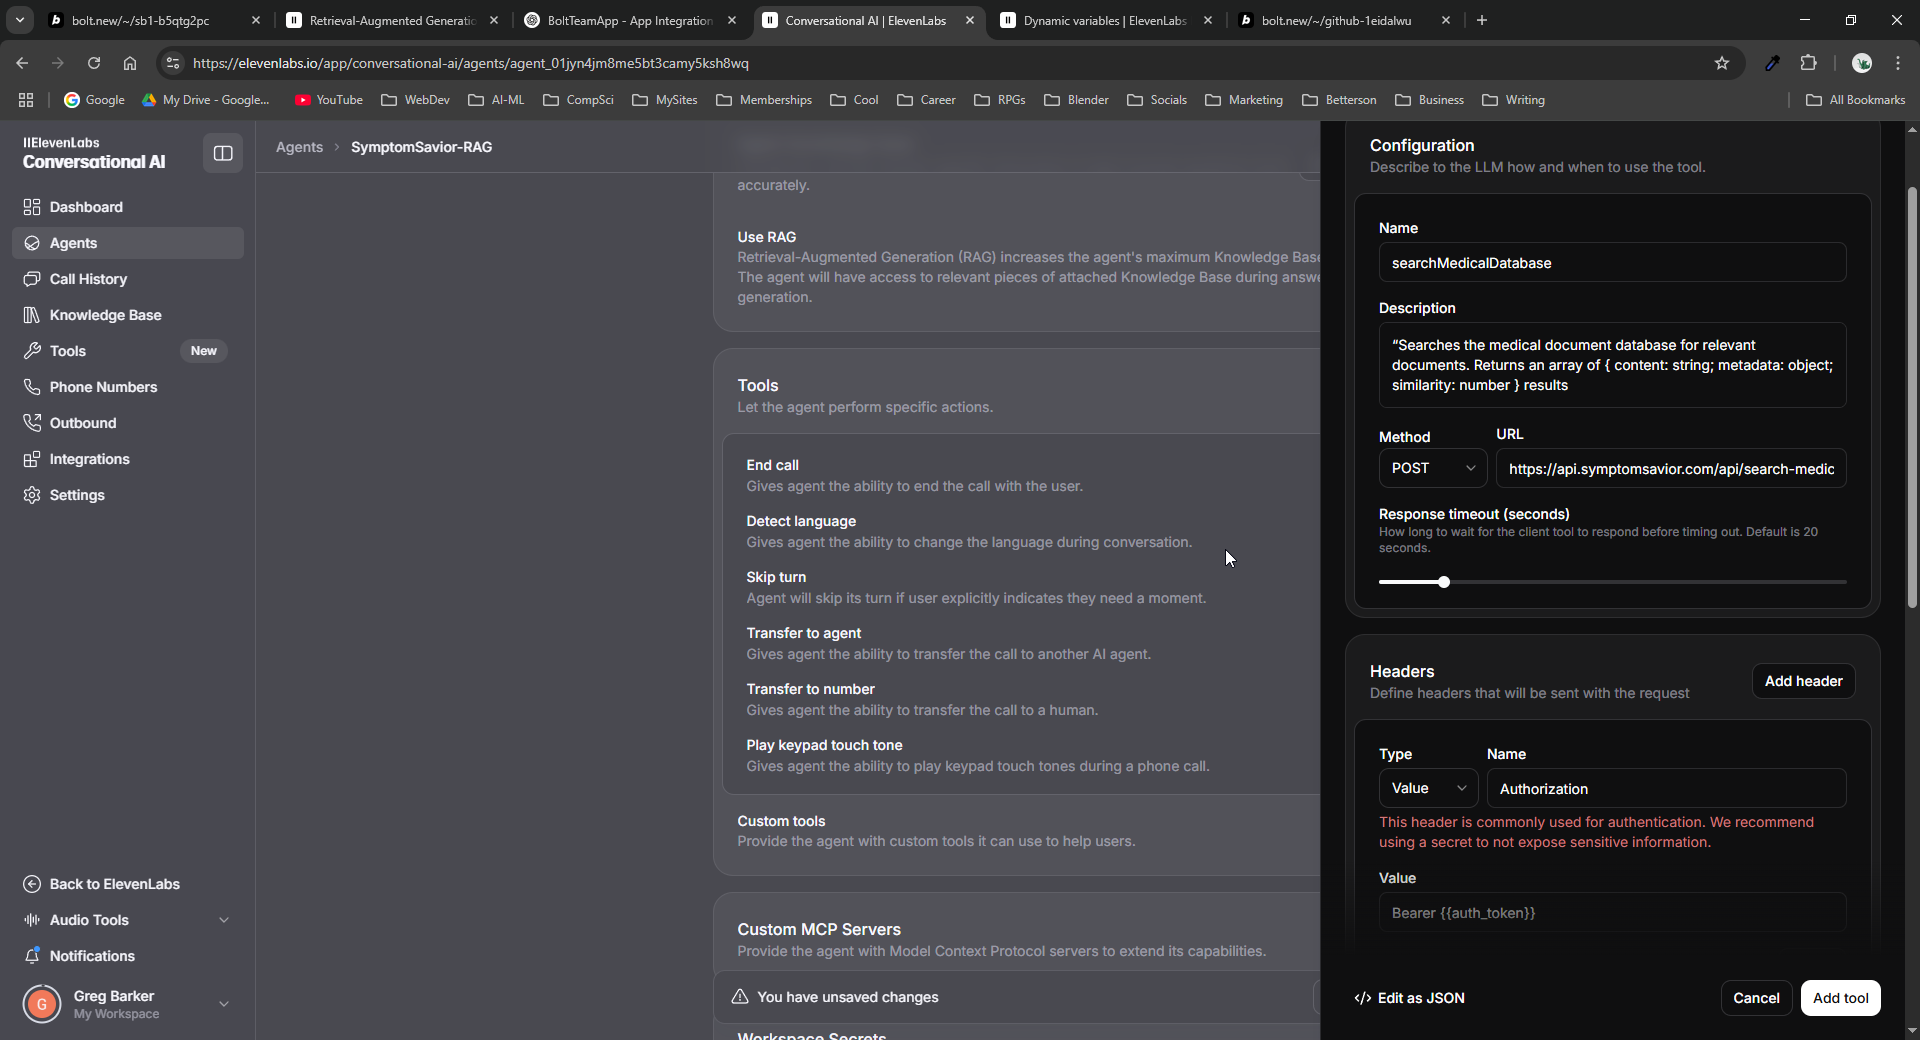 bolt.new/~/sb1-b5qtg2pc
Retrieval-Augmented Generatio
BoltTeamApp - App Integration
Conversational AI | ElevenLabs
Dynamic variables | ElevenLabs
bolt.new/~/github-1eidalwu
https://elevenlabs.io/app/conversational-ai/agents/agent_01jyn4jm8me5bt3camy5ksh8wq
Google
My Drive - Google...
YouTube
WebDev
AI-ML
CompSci
MySites
Memberships
Cool
Career
RPGs
Blender
Socials
Marketing
Betterson
Business
Writing
All Bookmarks
IIElevenLabs
Conversational AI
Dashboard
Agents
Call History
Knowledge Base
Tools
New
Phone Numbers
Outbound
Integrations
Settings
Back to ElevenLabs
Audio Tools
Notifications
G
Greg Barker
My Workspace
Agents > SymptomSavior-RAG
accurately.
Use RAG
Retrieval-Augmented Generation (RAG) increases the agent's maximum Knowledge Base
The agent will have access to relevant pieces of attached Knowledge Base during answe
generation.
Tools
Let the agent perform specific actions.
End call
Gives agent the ability to end the call with the user.
Detect language
Gives agent the ability to change the language during conversation.
Skip turn
Agent will skip its turn if user explicitly indicates they need a moment.
Transfer to agent
Gives agent the ability to transfer the call to another AI agent.
Transfer to number
Gives agent the ability to transfer the call to a human.
Play keypad touch tone
Gives agent the ability to play keypad touch tones during a phone call.
Custom tools
Provide the agent with custom tools it can use to help users.
Custom MCP Servers
Provide the agent with Model Context Protocol servers to extend its capabilities.
You have unsaved changes
Workspace Secrets
Configuration
Describe to the LLM how and when to use the tool.
Name
searchMedicalDatabase
Description
“Searches the medical document database for relevant
documents. Returns an array of { content: string; metadata: object;
similarity: number } results
Method
URL
POST
https://api.symptomsavior.com/api/search-medic
Response timeout (seconds)
How long to wait for the client tool to respond before timing out. Default is 20
seconds.
Headers
Define headers that will be sent with the request
Add header
Type
Name
Value
Authorization
This header is commonly used for authentication. We recommend
using a secret to not expose sensitive information.
Value
Bearer {{auth_token}}
</> Edit as JSON
Cancel
Add tool